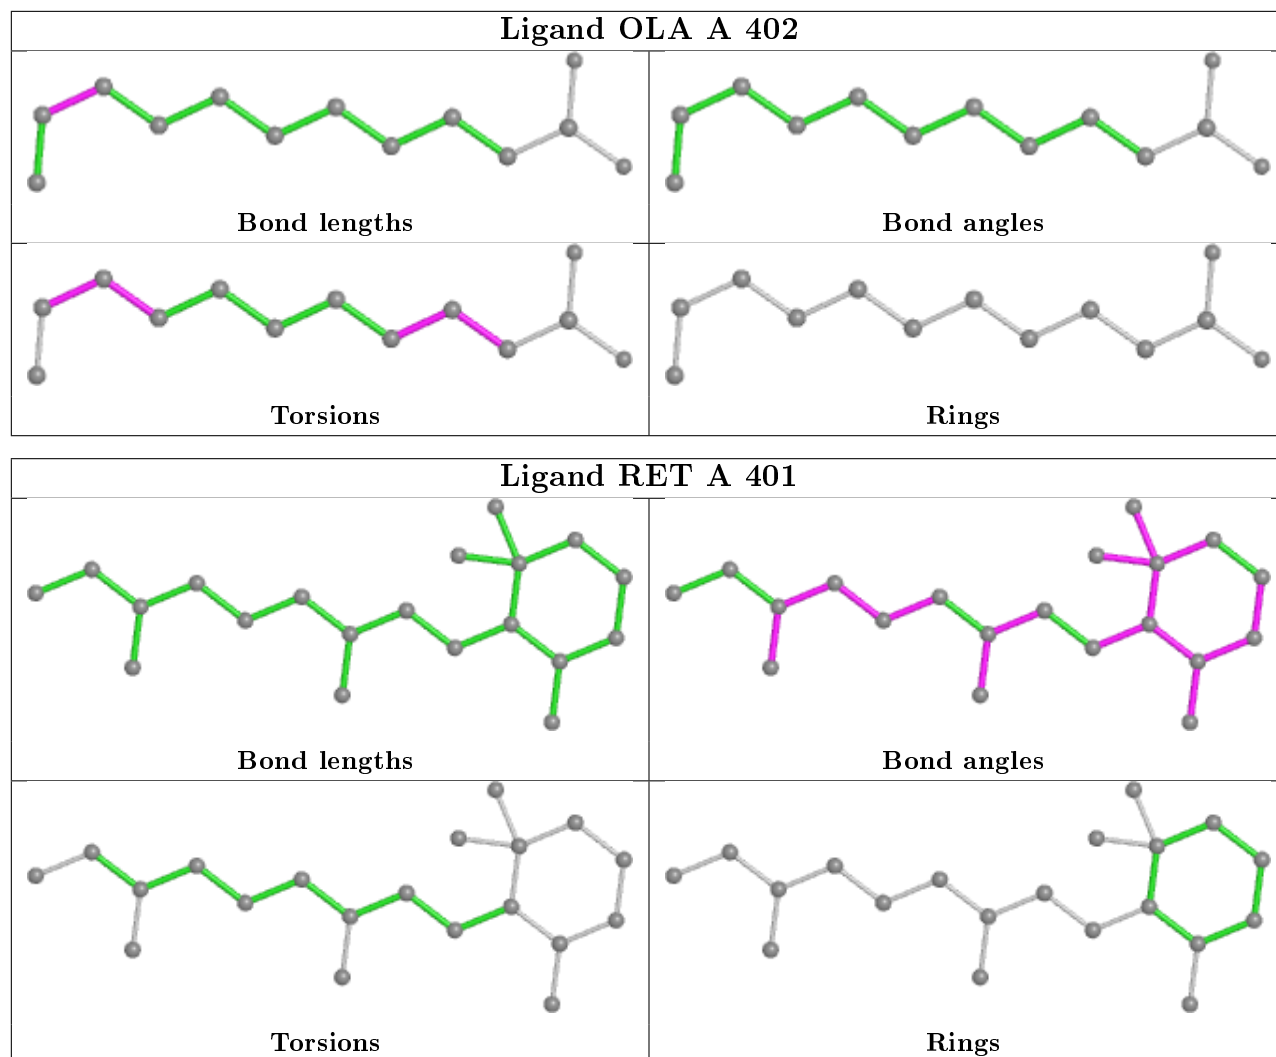 Ligand OLA A 402
Bond lengths
Bond angles
Torsions
Rings
Ligand RET A 401
Bond lengths
Bond angles
Torsions
Rings